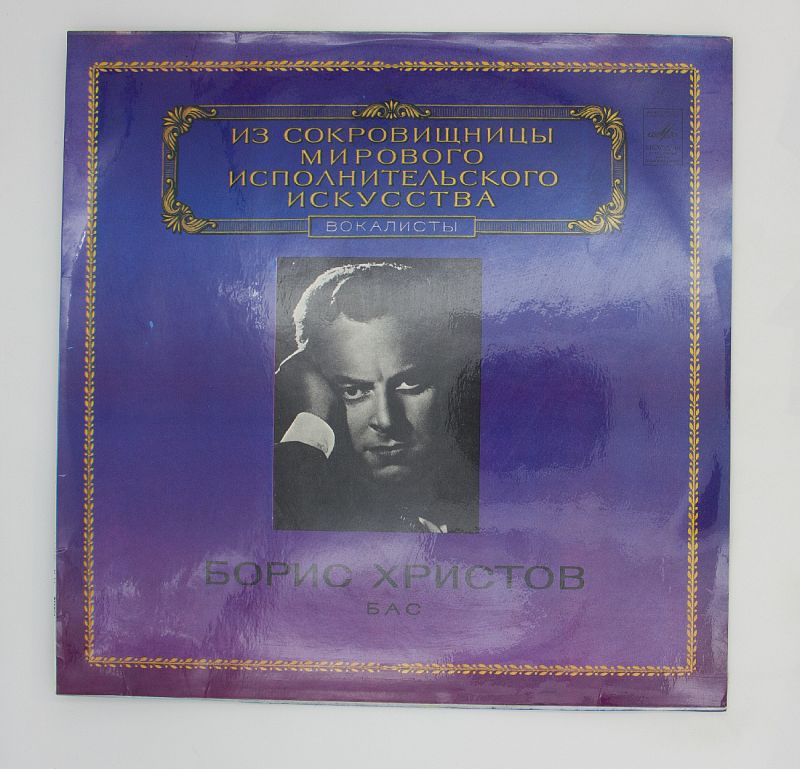 ИЗ СОКРОВИЩНИЦЫ
МИРОВОГО
ИСПОЛНИТЕЛЬСКОГО
ИСКУССТВА
ВОКАЛИСТЫ
БОРИС ХРИСТОВ
БАС